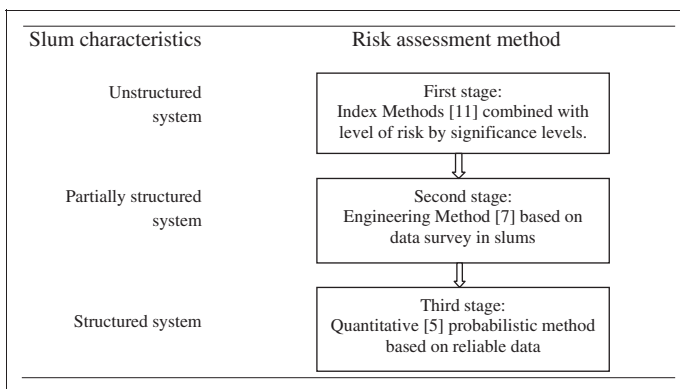 Slum characteristics
Risk assessment method
Unstructured
system
First stage:
Index Methods [11] combined with
level of risk by significance levels.
Partially structured
system
Second stage:
Engineering Method [7] based on
data survey in slums
Structured system
Third stage:
Quantitative [5] probabilistic method
based on reliable data